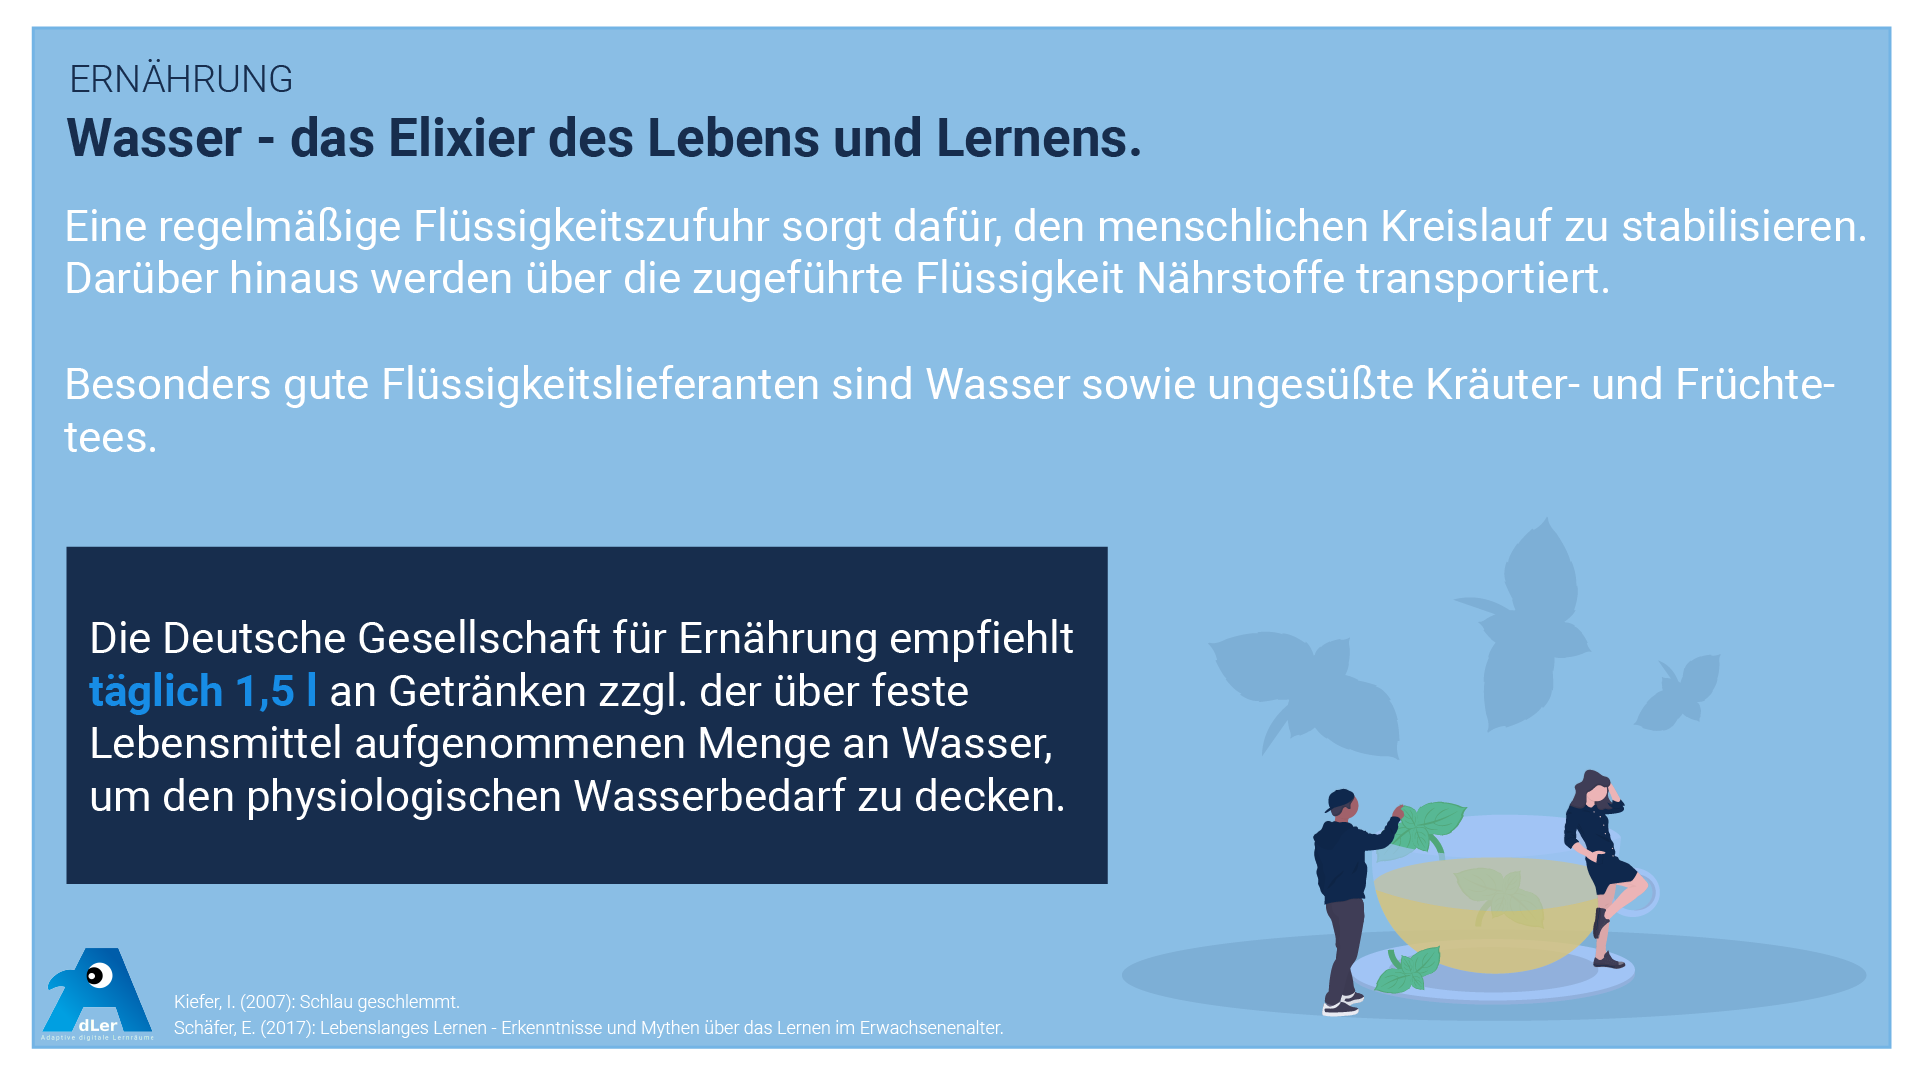 ERNÄHRUNG
Wasser - das Elixier des Lebens und Lernens.
Eine regelmäßige Flüssigkeitszufuhr sorgt dafür, den menschlichen Kreislauf zu stabilisieren.
Darüber hinaus werden über die zugeführte Flüssigkeit Nährstoffe transportiert.
Besonders gute Flüssigkeitslieferanten sind Wasser sowie ungesüßte Kräuter- und Früchte-
tees.
Die Deutsche Gesellschaft für Ernährung empfiehlt
täglich 1,5 l an Getränken zzgl. der über feste
Lebensmittel aufgenommenen Menge an Wasser,
um den physiologischen Wasserbedarf zu decken.
dLer
Adaptive digitale Lernräume
Kiefer, I. (2007): Schlau geschlemmt.
Schäfer, E. (2017): Lebenslanges Lernen - Erkenntnisse und Mythen über das Lernen im Erwachsenenalter.